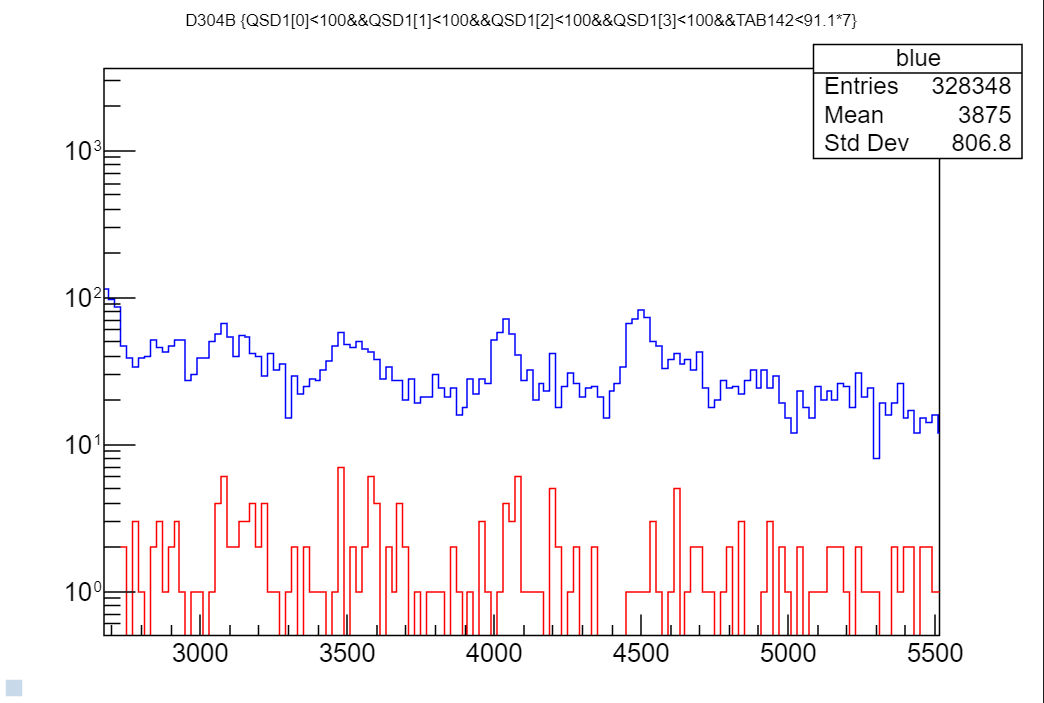 D304B {QSD1[0]<100&&QSD1[1]<100&&QSD1[2]<100&&QSD1[3]<100&&TAB142<91.1*7}
blue
Entries 328348
Mean 3875
Std Dev 806.8
10³
10²
10¹
10⁰
3000 3500 4000 4500 5000 5500